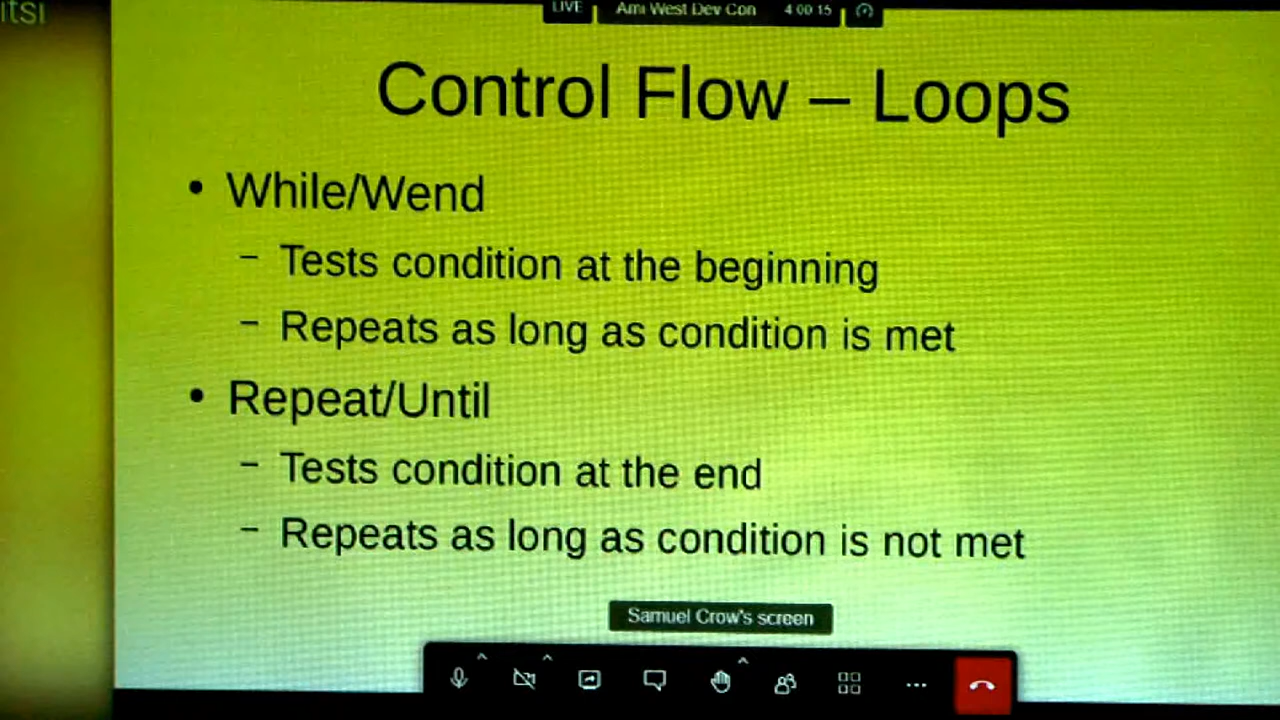 itsi
LIVE Ami West Dev Con 4:00:15
Control Flow – Loops
• While/Wend
– Tests condition at the beginning
– Repeats as long as condition is met
• Repeat/Until
– Tests condition at the end
– Repeats as long as condition is not met
Samuel Crow's screen